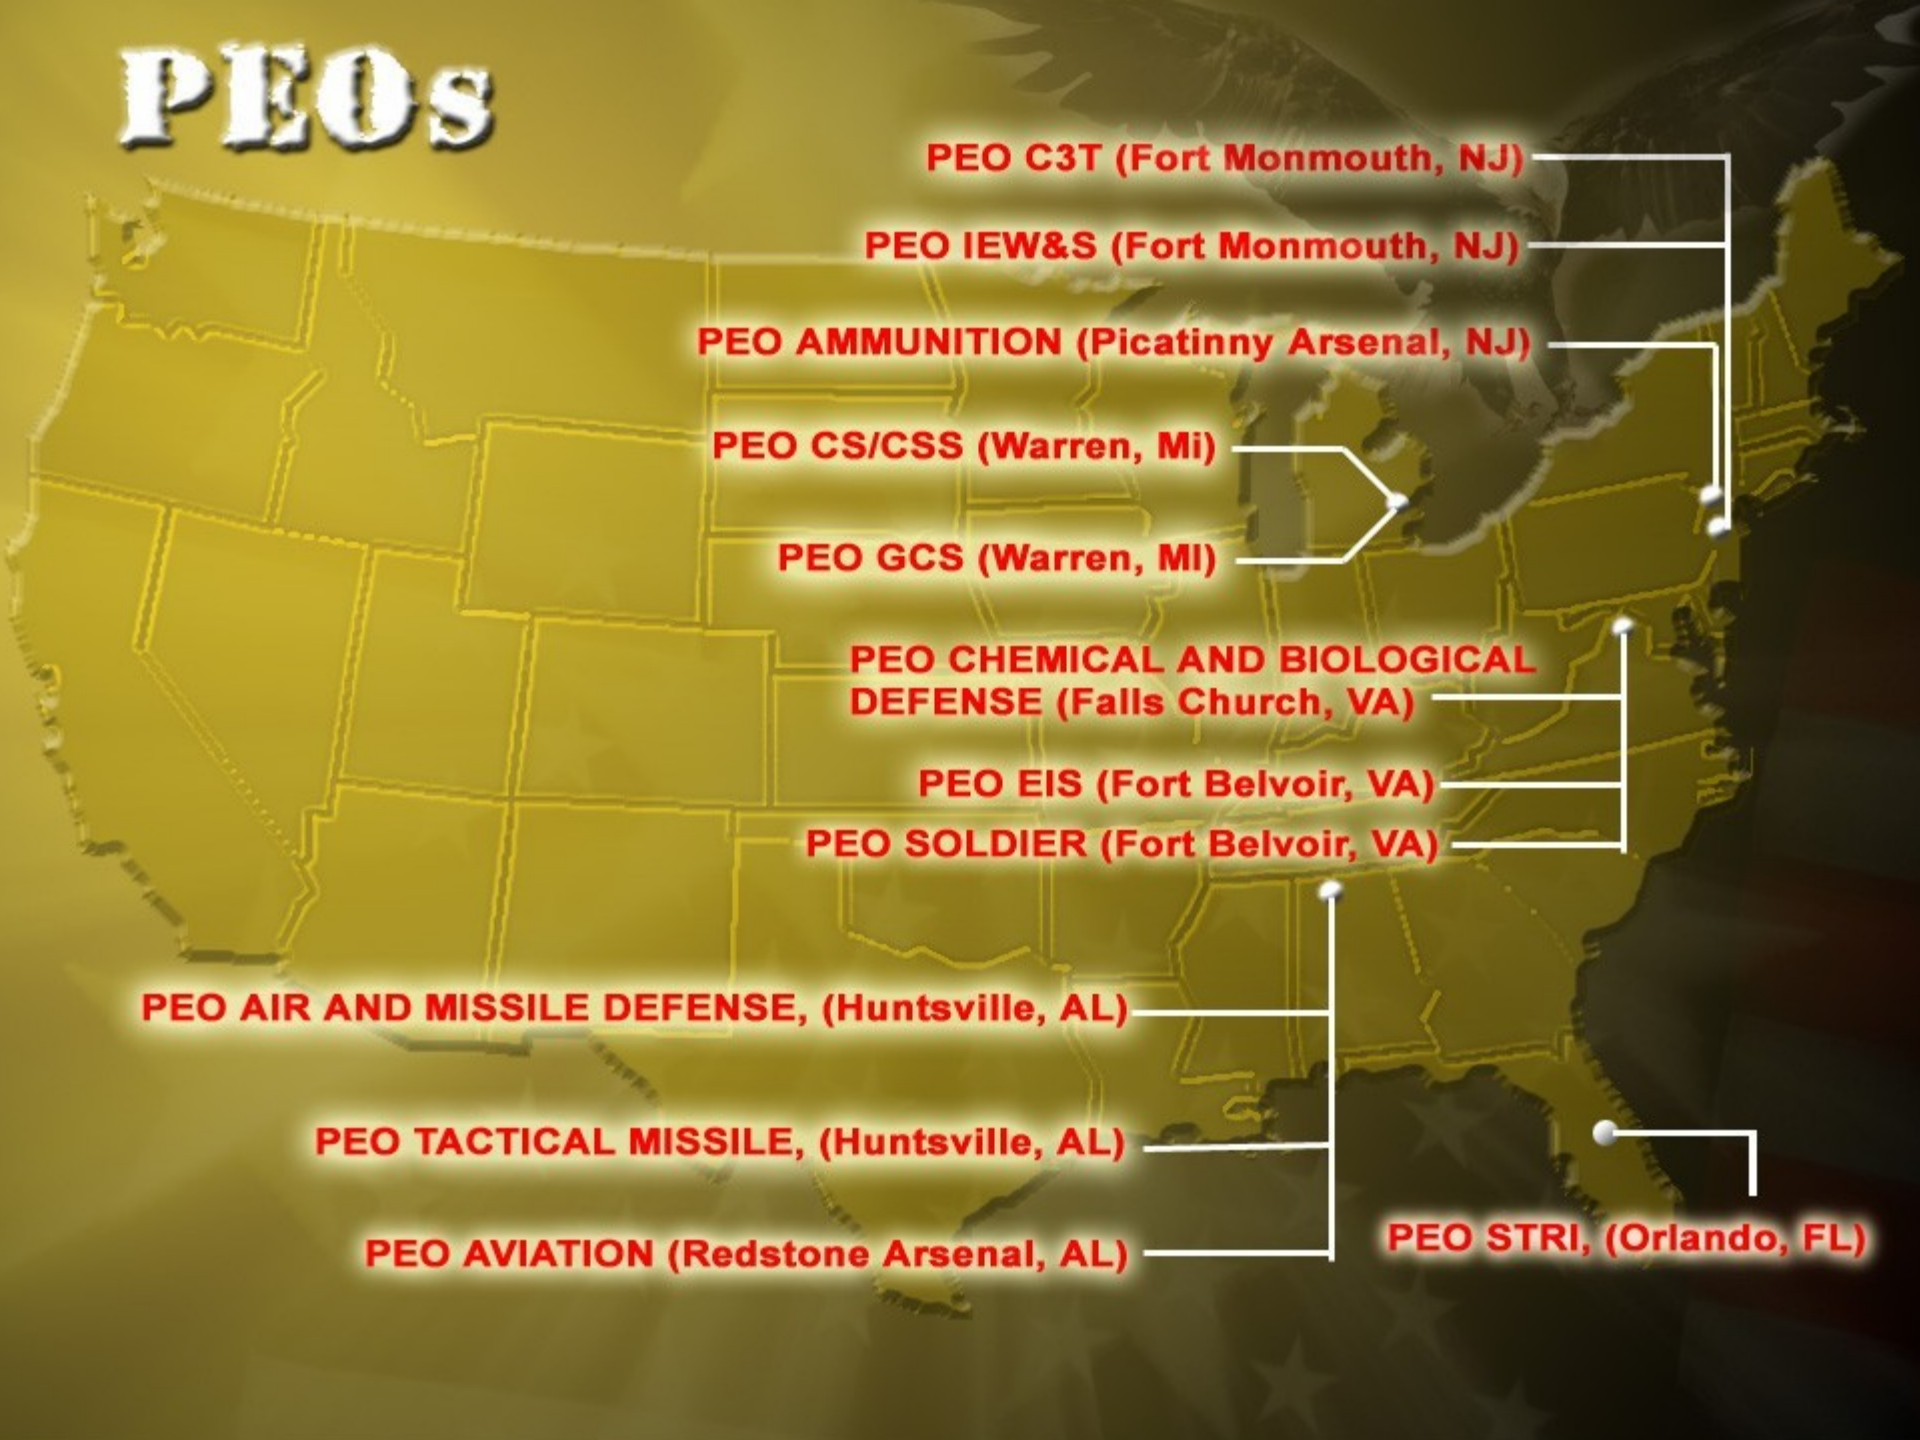 PEOs
PEO C3T (Fort Monmouth, NJ)
PEO IEW&S (Fort Monmouth, NJ)
PEO AMMUNITION (Picatinny Arsenal, NJ)
PEO CS/CSS (Warren, Mi)
PEO GCS (Warren, MI)
PEO CHEMICAL AND BIOLOGICAL
DEFENSE (Falls Church, VA)
PEO EIS (Fort Belvoir, VA)
PEO SOLDIER (Fort Belvoir, VA)
PEO AIR AND MISSILE DEFENSE, (Huntsville, AL)
PEO TACTICAL MISSILE, (Huntsville, AL)
PEO AVIATION (Redstone Arsenal, AL)
PEO STRI, (Orlando, FL)